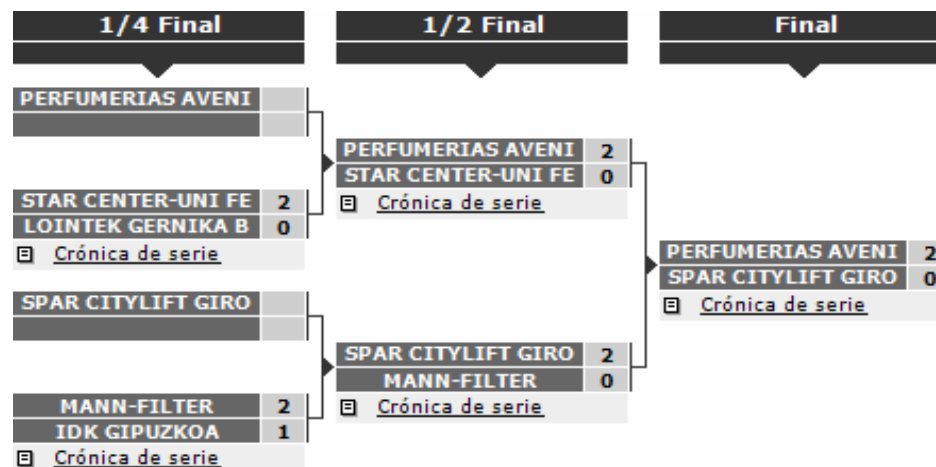 1/4 Final
PERFUMERIAS AVENI
STAR CENTER-UNI FE 2
LOINTEK GERNIKA B 0
Crónica de serie
SPAR CITYLIFT GIRO
MANN-FILTER 2
IDK GIPUZKOA 1
Crónica de serie
1/2 Final
PERFUMERIAS AVENI 2
STAR CENTER-UNI FE 0
Crónica de serie
SPAR CITYLIFT GIRO 2
MANN-FILTER 0
Crónica de serie
Final
PERFUMERIAS AVENI 2
SPAR CITYLIFT GIRO 0
Crónica de serie